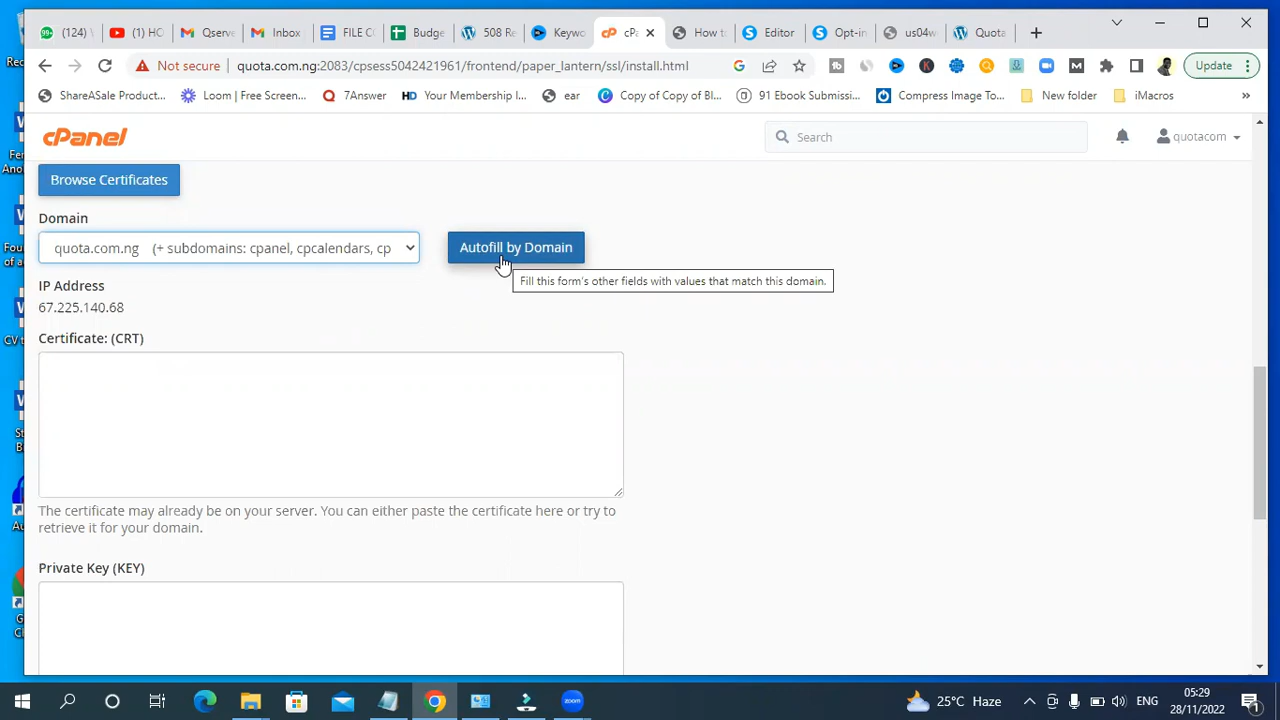 (124)
(1) HO
Qserve
Inbox
FILE C
Budge
508 Re
Keywo
cPa
How t
Editor
Opt-in
us04w
Quota
Not secure
quota.com.ng:2083/cpsess5042421961/frontend/paper_lantern/ssl/install.html
Update
ShareASale Product...
Loom | Free Screen...
7Answer
Your Membership I...
ear
Copy of Copy of Bl...
91 Ebook Submissi...
Compress Image To...
New folder
iMacros
»
cPanel
Search
quotacom
Browse Certificates
Domain
quota.com.ng (+ subdomains: cpanel, cpcalendars, cp
Autofill by Domain
Fill this form's other fields with values that match this domain.
IP Address
67.225.140.68
Certificate: (CRT)
The certificate may already be on your server. You can either paste the certificate here or try to
retrieve it for your domain.
Private Key (KEY)
zoom
25°C Haze
ENG
05:29
28/11/2022